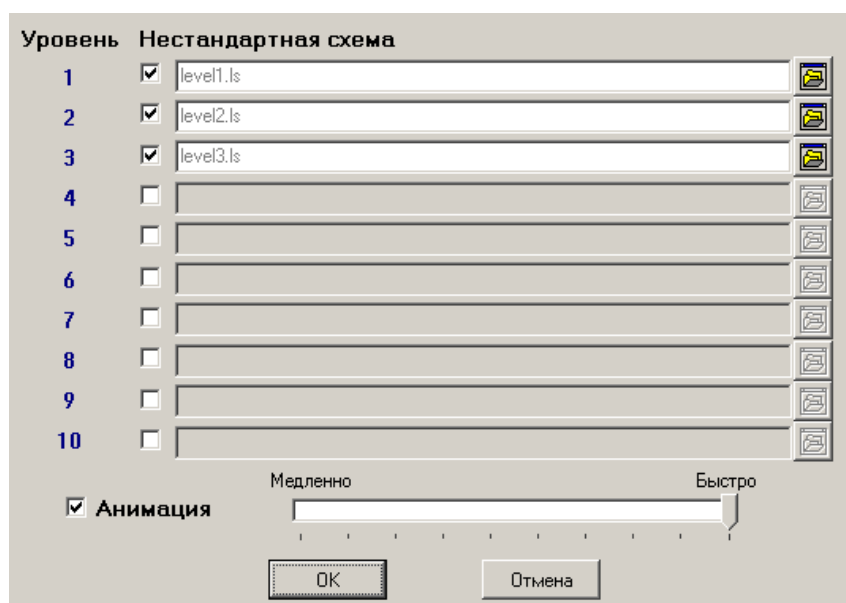 Уровень Нестандартная схема
1 level1.ls
2 level2.ls
3 level3.ls
4
5
6
7
8
9
10
Медленно Быстро
Анимация
OK Отмена